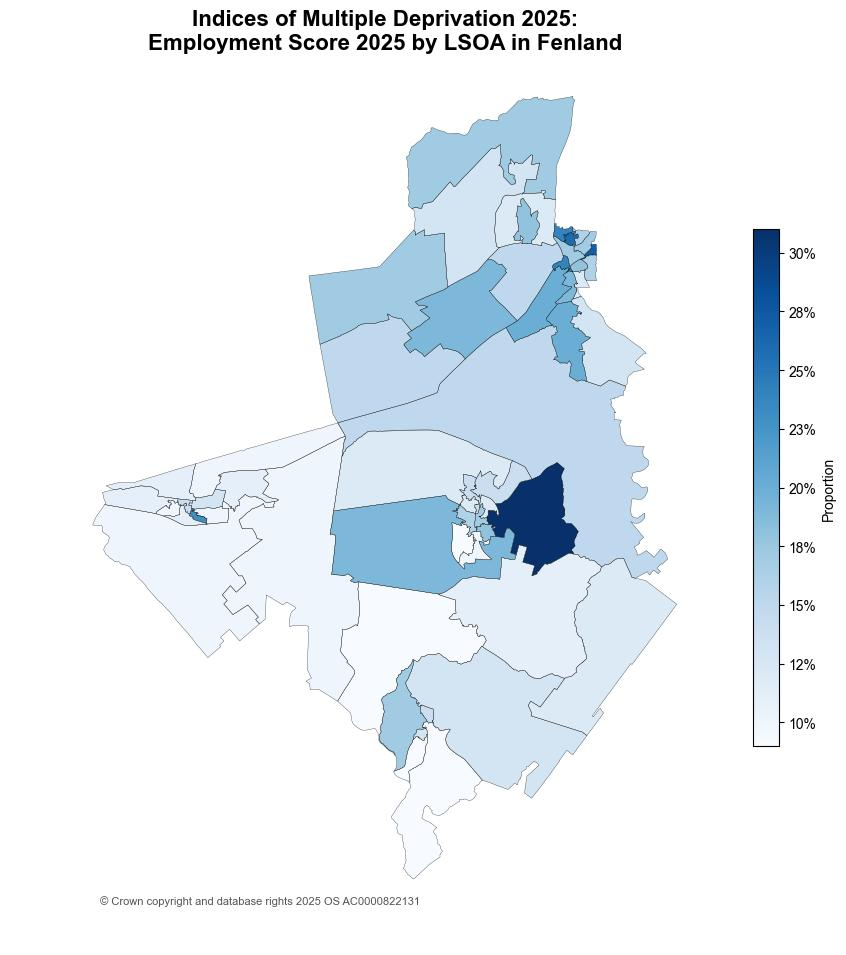 Indices of Multiple Deprivation 2025:
Employment Score 2025 by LSOA in Fenland
30%
28%
25%
23%
20%
18%
15%
12%
10%
Proportion
© Crown copyright and database rights 2025 OS AC0000822131